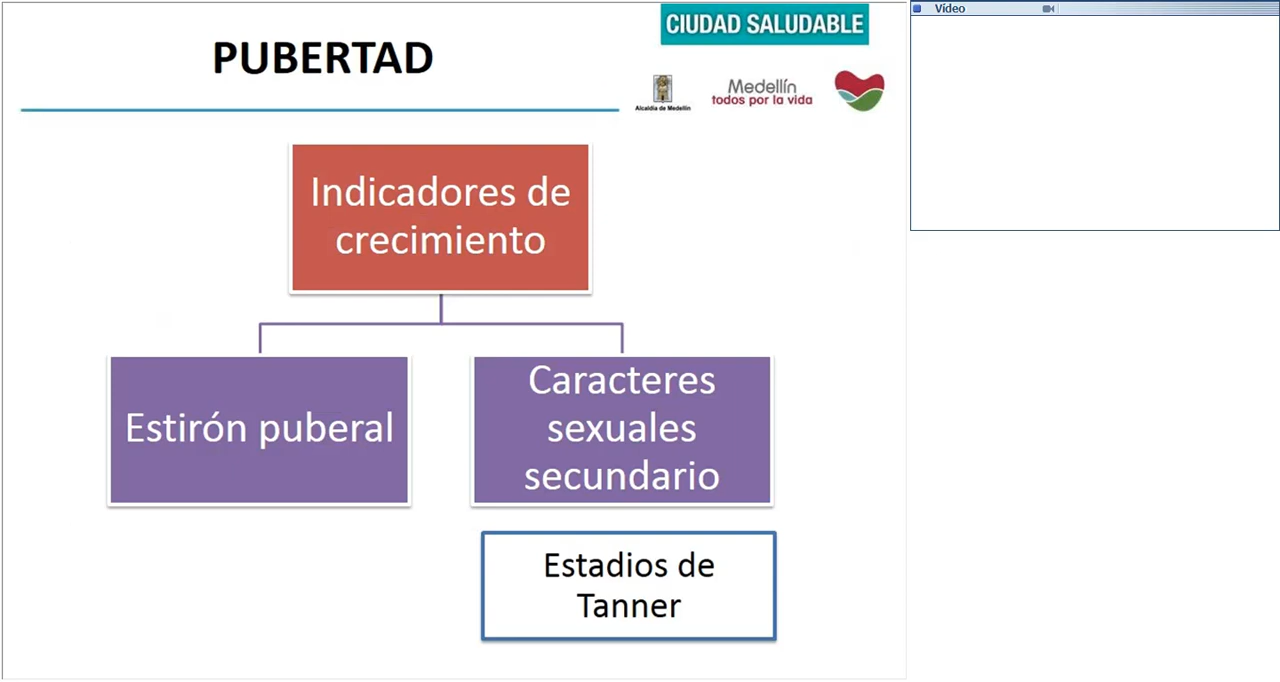 PUBERTAD
CIUDAD SALUDABLE
Alcaldía de Medellín
Medellín
todos por la vida
Indicadores de
crecimiento
Estirón puberal
Caracteres
sexuales
secundario
Estadios de
Tanner
Vídeo